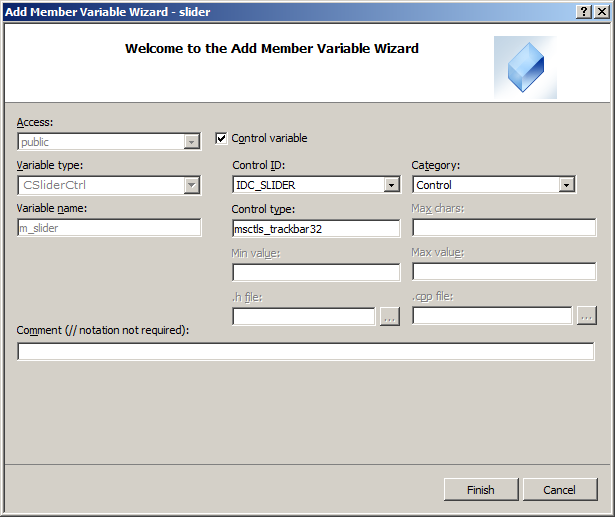 Add Member Variable Wizard - slider
Welcome to the Add Member Variable Wizard
Access:
public
Control variable
Variable type:
CSliderCtrl
Control ID:
IDC_SLIDER
Category:
Control
Variable name:
m_slider
Control type:
msctls_trackbar32
Max chars:
Min value:
Max value:
.h file:
...
.cpp file:
...
Comment (// notation not required):
Finish
Cancel